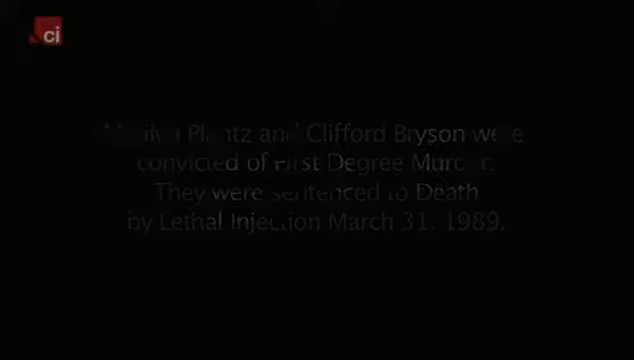 ci
Marilyn Plantz and Clifford Bryson were
convicted of First Degree Murder.
They were sentenced to Death
by Lethal Injection March 31, 1989.